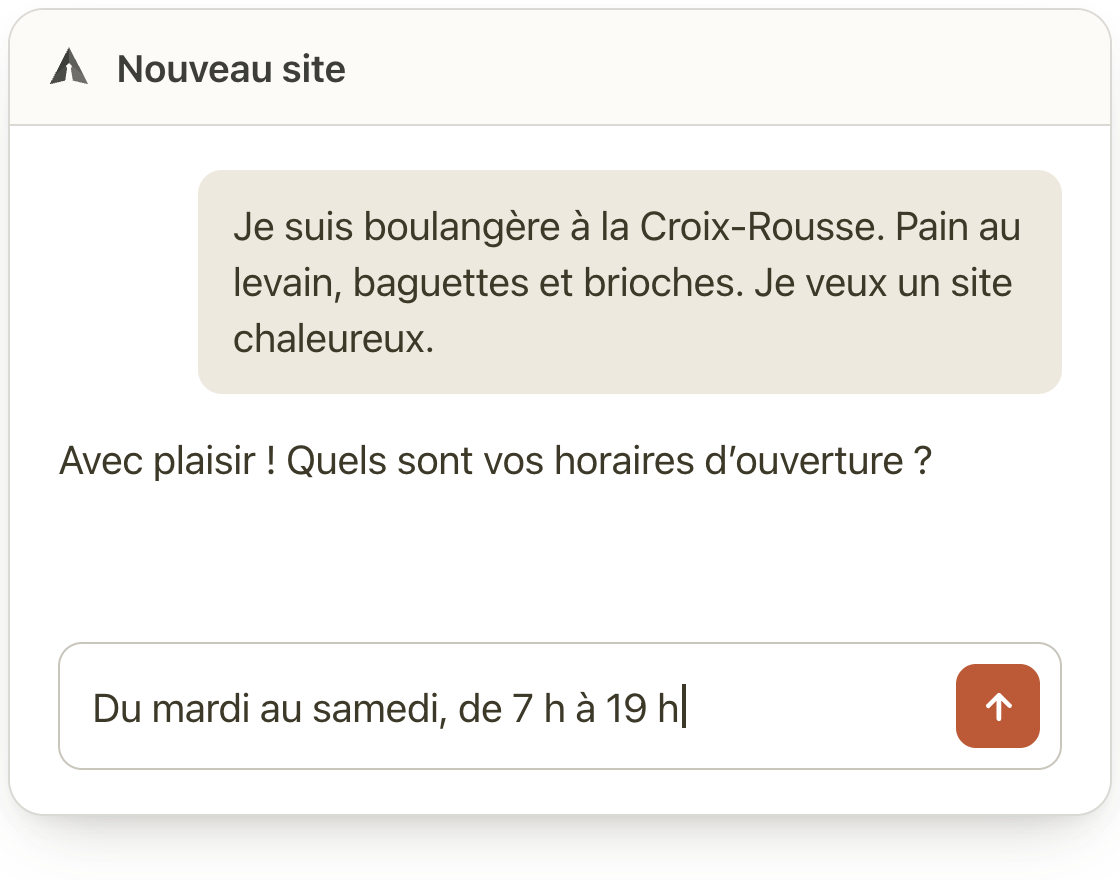 Nouveau site
Je suis boulangère à la Croix-Rousse. Pain au
levain, baguettes et brioches. Je veux un site
chaleureux.
Avec plaisir ! Quels sont vos horaires d’ouverture ?
Du mardi au samedi, de 7 h à 19 h